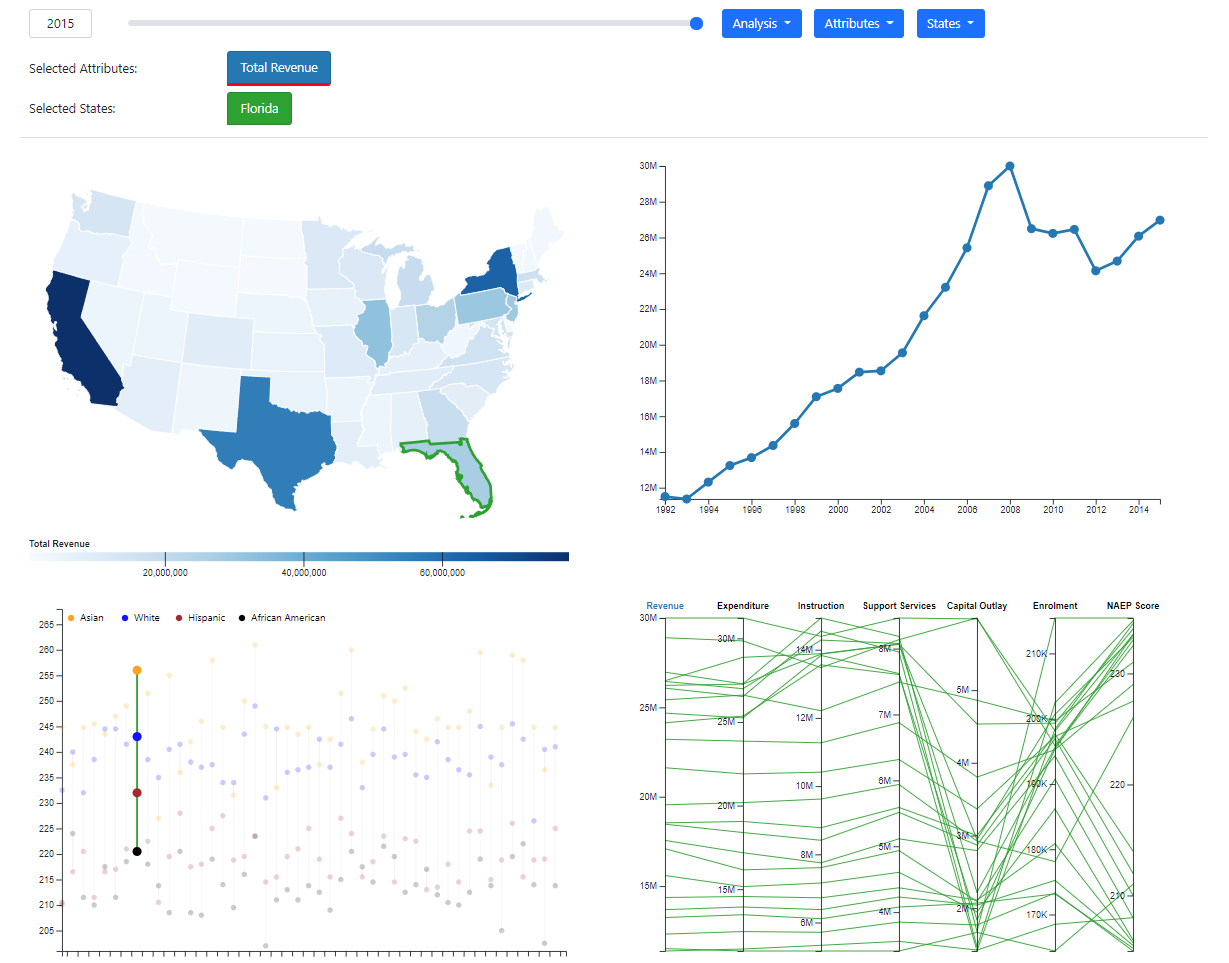 2015 Analysis Attributes States
Selected Attributes: Total Revenue
Selected States: Florida
30M
28M
26M
24M
22M
20M
18M
16M
14M
12M
1992 1994 1996 1998 2000 2002 2004 2006 2008 2010 2012 2014
Total Revenue
20,000,000 40,000,000 60,000,000
Asian White Hispanic African American
265
260
255
250
245
240
235
230
225
220
215
210
205
Revenue Expenditure Instruction Support Services Capital Outlay Enrolment NAEP Score
30M
25M
20M
15M
30M
25M
20M
15M
14M
12M
10M
8M
6M
8M
7M
6M
5M
4M
5M
4M
3M
2M
210K
200K
190K
180K
170K
230
220
210